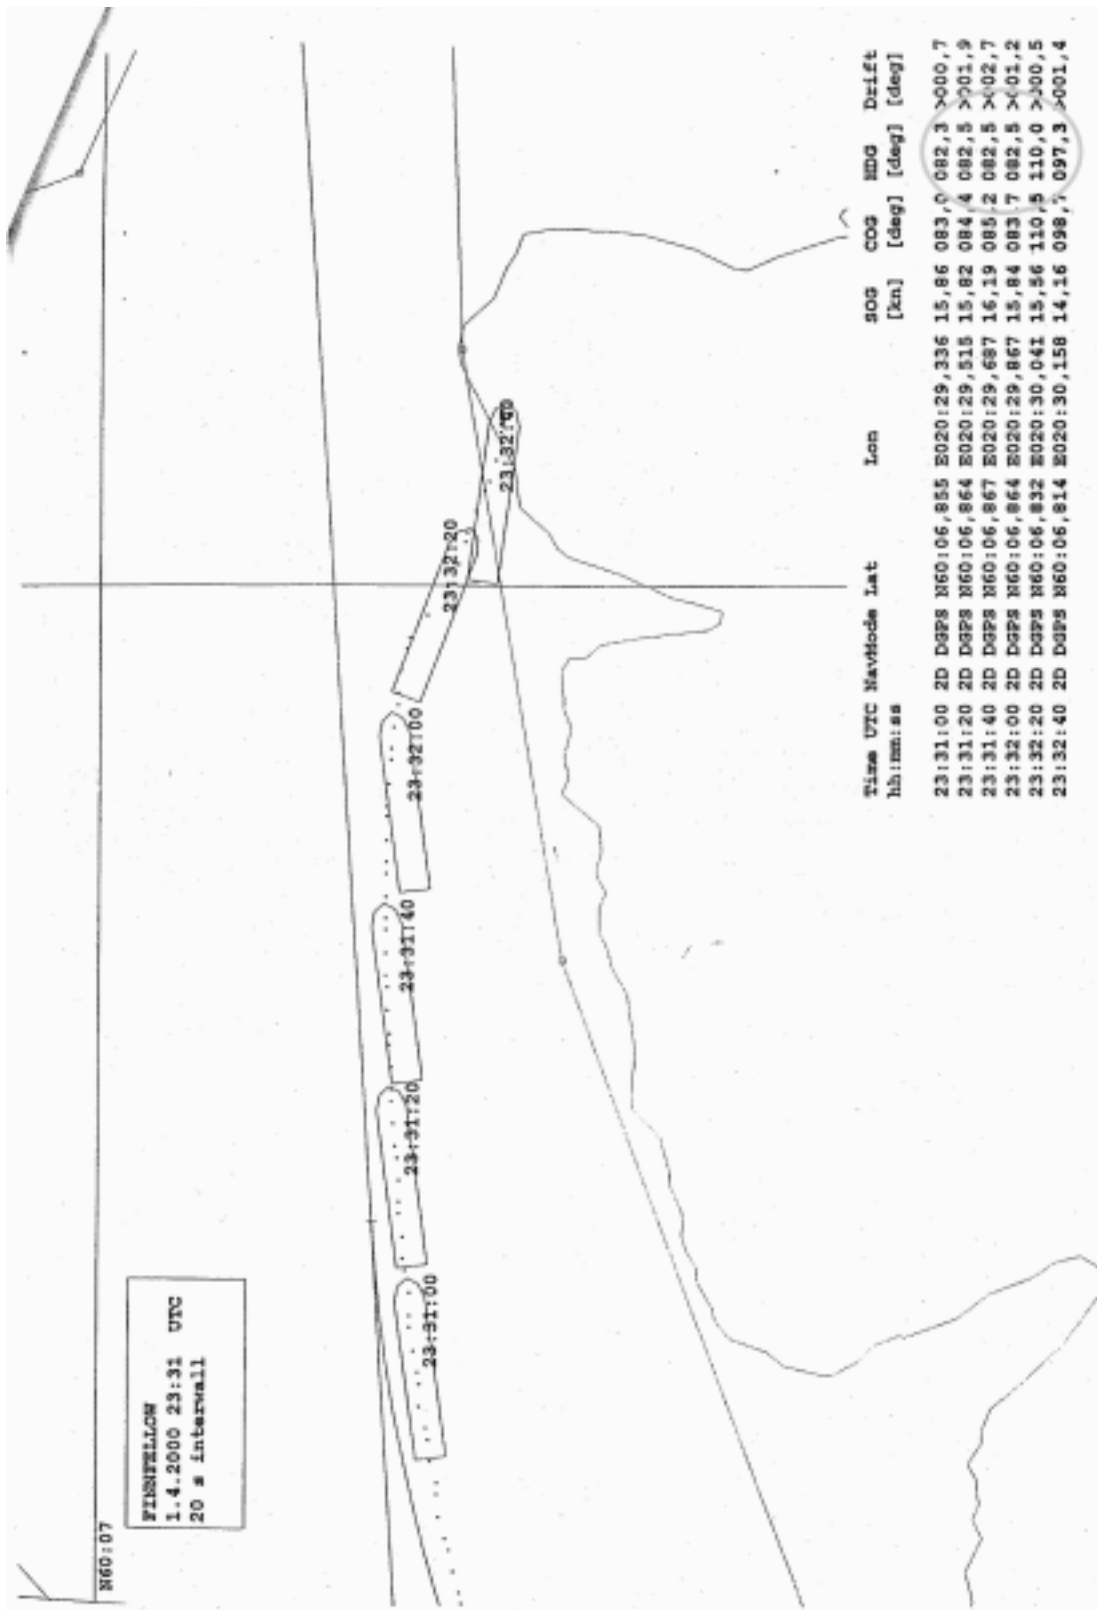 FINNFELLOW
1.4.2000 23:31 UTC
20 s intervall
N60:07
23:31:00
23:31:20
23:31:40
23:32:00
23:32:20
23:32:40
Time UTC NavMode Lat Lon SOG COG HDG Drift
hh:mm:ss [kn] [deg] [deg] [deg]
23:31:00 2D DGPS N60:06,855 E020:29,336 15,86 083,0 082,3 >000,7
23:31:20 2D DGPS N60:06,864 E020:29,515 15,82 084,4 082,5 >001,9
23:31:40 2D DGPS N60:06,867 E020:29,687 16,19 085,2 082,5 >002,7
23:32:00 2D DGPS N60:06,864 E020:29,867 15,84 083,7 082,5 >001,2
23:32:20 2D DGPS N60:06,832 E020:30,041 15,56 110,5 110,0 >000,5
23:32:40 2D DGPS N60:06,814 E020:30,158 14,16 098,7 097,3 >001,4